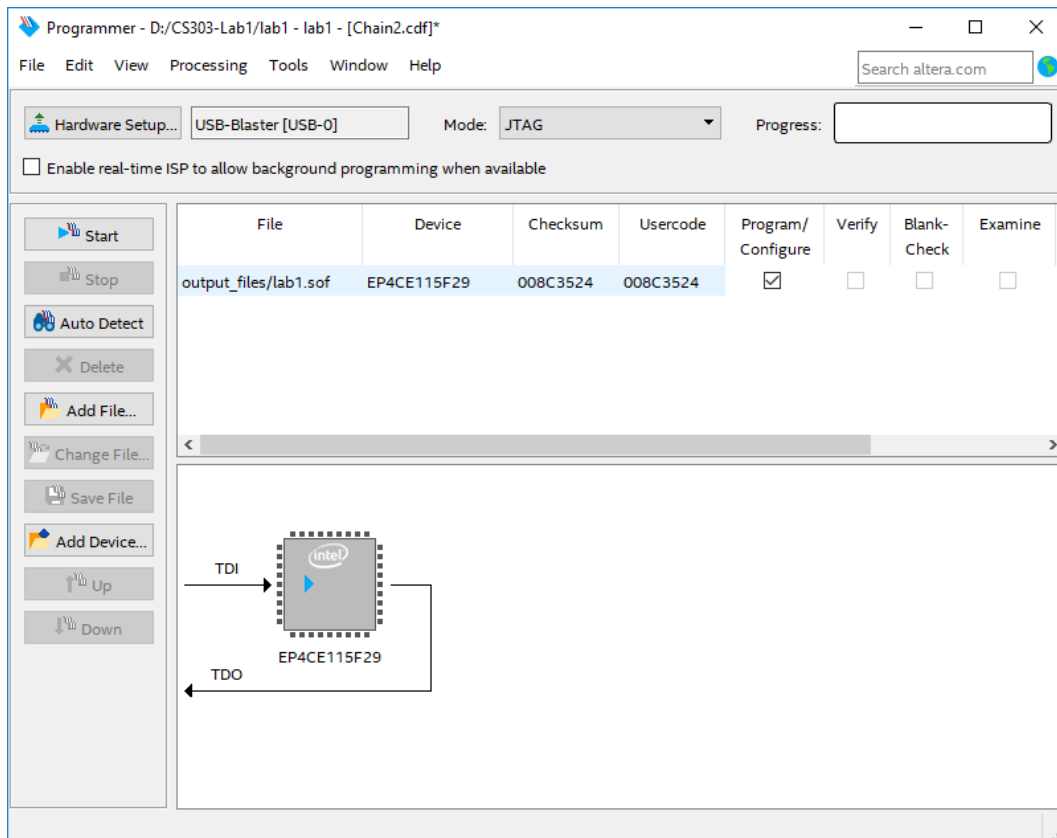 Programmer - D:/CS303-Lab1/lab1 - lab1 - [Chain2.cdf]*
File Edit View Processing Tools Window Help
Search altera.com
Hardware Setup... USB-Blaster [USB-0] Mode: JTAG Progress:
Enable real-time ISP to allow background programming when available
Start
Stop
Auto Detect
Delete
Add File...
Change File...
Save File
Add Device...
Up
Down
File Device Checksum Usercode Program/ Verify Blank- Examine
Configure Check
output_files/lab1.sof EP4CE115F29 008C3524 008C3524
intel
TDI
EP4CE115F29
TDO